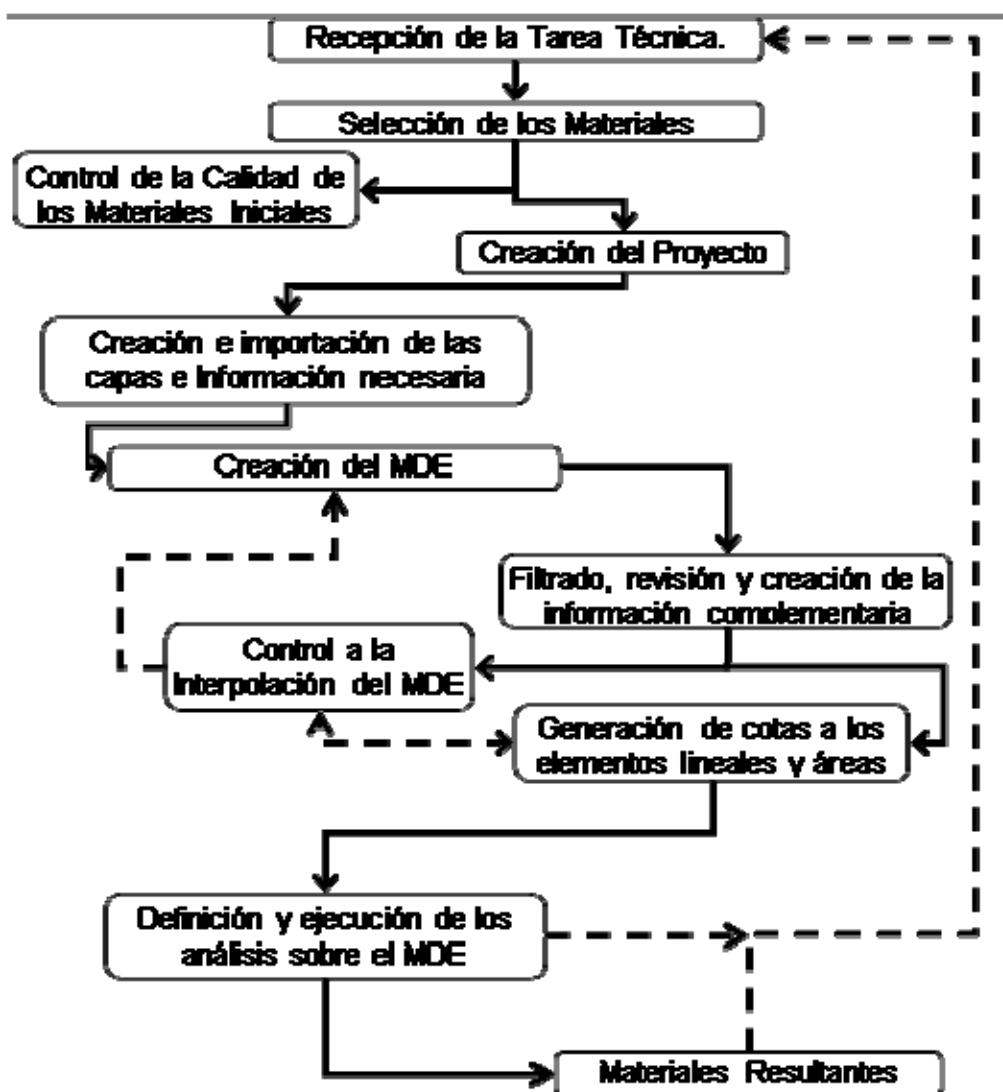 Recepción de la Tarea Técnica.
Selección de los Materiales
Control de la Calidad de
los Materiales Iniciales
Creación del Proyecto
Creación e importación de las
capas e Información necesaria
Creación del MDE
Filtrado, revisión y creación de la
información complementaria
Control a la
Interpolación del MDE
Generación de cotas a los
elementos lineales y áreas
Definición y ejecución de los
análisis sobre el MDE
Materiales Resultantes